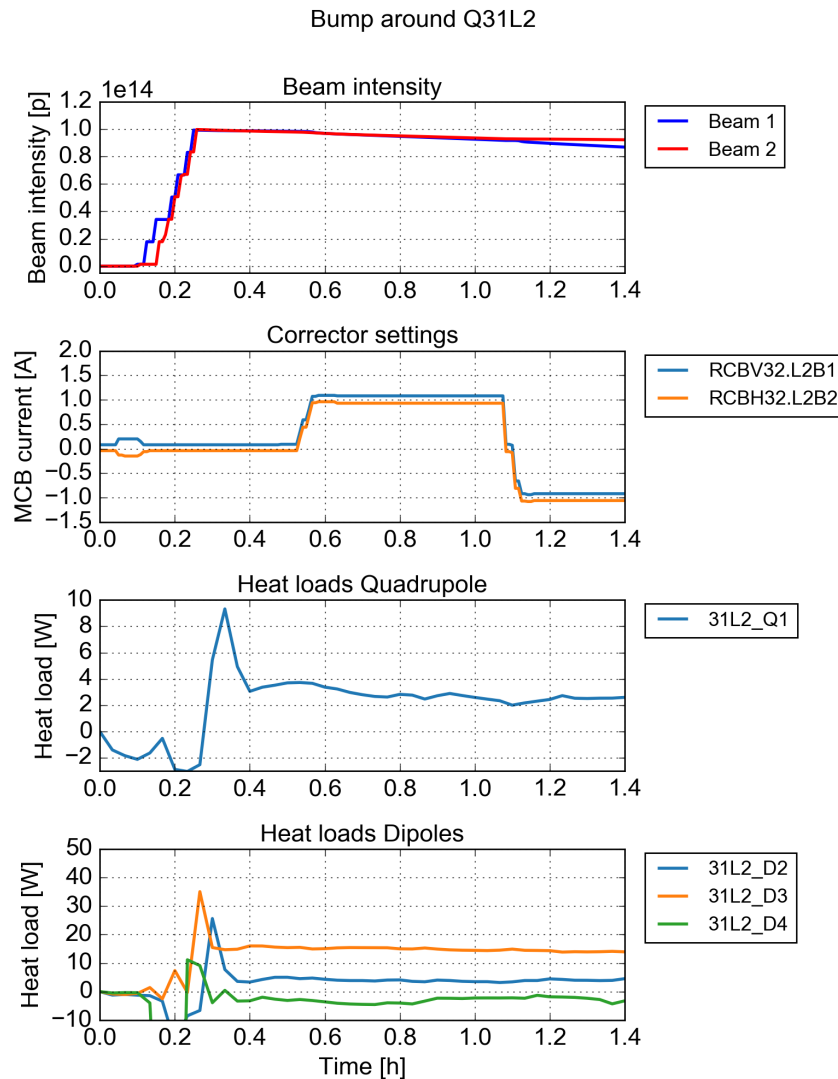 Bump around Q31L2
1e14
Beam intensity
Beam intensity [p]
1.2
1.0
0.8
0.6
0.4
0.2
0.0
0.0 0.2 0.4 0.6 0.8 1.0 1.2 1.4
Beam 1
Beam 2
Corrector settings
MCB current [A]
2.0
1.5
1.0
0.5
0.0
−0.5
−1.0
−1.5
0.0 0.2 0.4 0.6 0.8 1.0 1.2 1.4
RCBV32.L2B1
RCBH32.L2B2
Heat loads Quadrupole
Heat load [W]
10
8
6
4
2
0
−2
0.0 0.2 0.4 0.6 0.8 1.0 1.2 1.4
31L2_Q1
Heat loads Dipoles
Heat load [W]
50
40
30
20
10
0
−10
0.0 0.2 0.4 0.6 0.8 1.0 1.2 1.4
Time [h]
31L2_D2
31L2_D3
31L2_D4